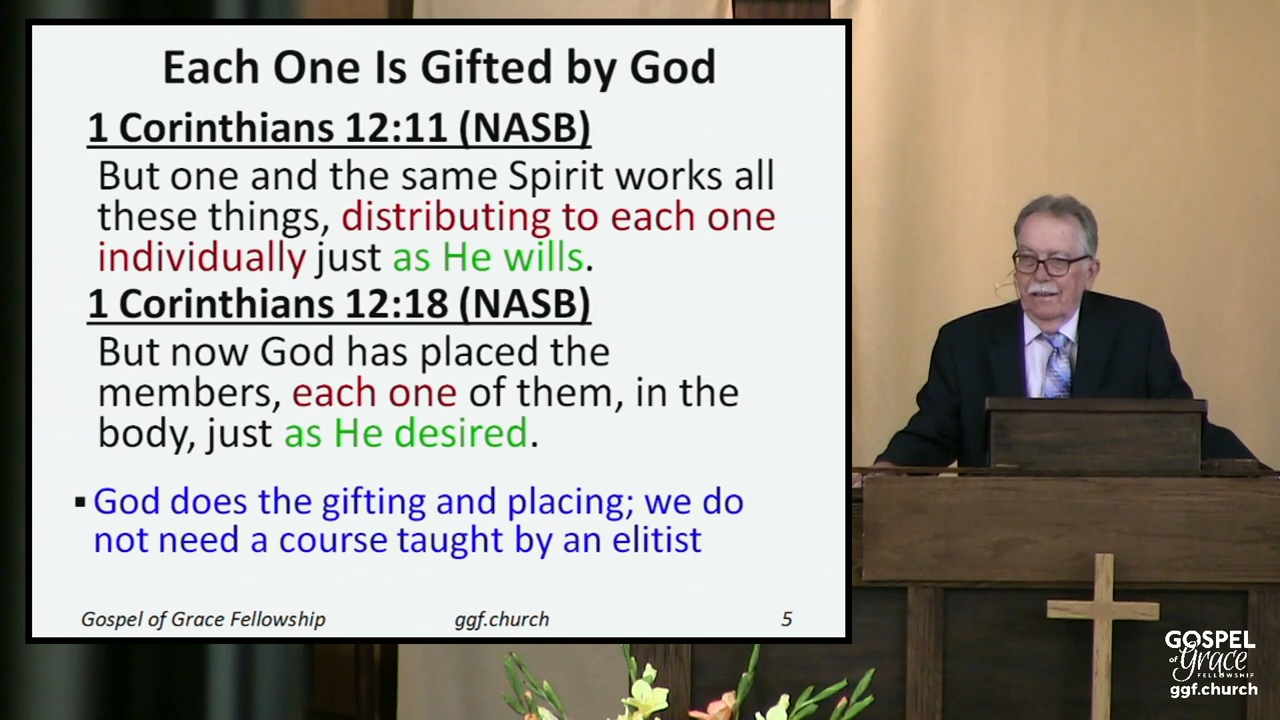 Each One Is Gifted by God
1 Corinthians 12:11 (NASB)
But one and the same Spirit works all
these things, distributing to each one
individually just as He wills.
1 Corinthians 12:18 (NASB)
But now God has placed the
members, each one of them, in the
body, just as He desired.
▪ God does the gifting and placing; we do
not need a course taught by an elitist
Gospel of Grace Fellowship ggf.church 5
GOSPEL
of Grace
FELLOWSHIP
ggf.church